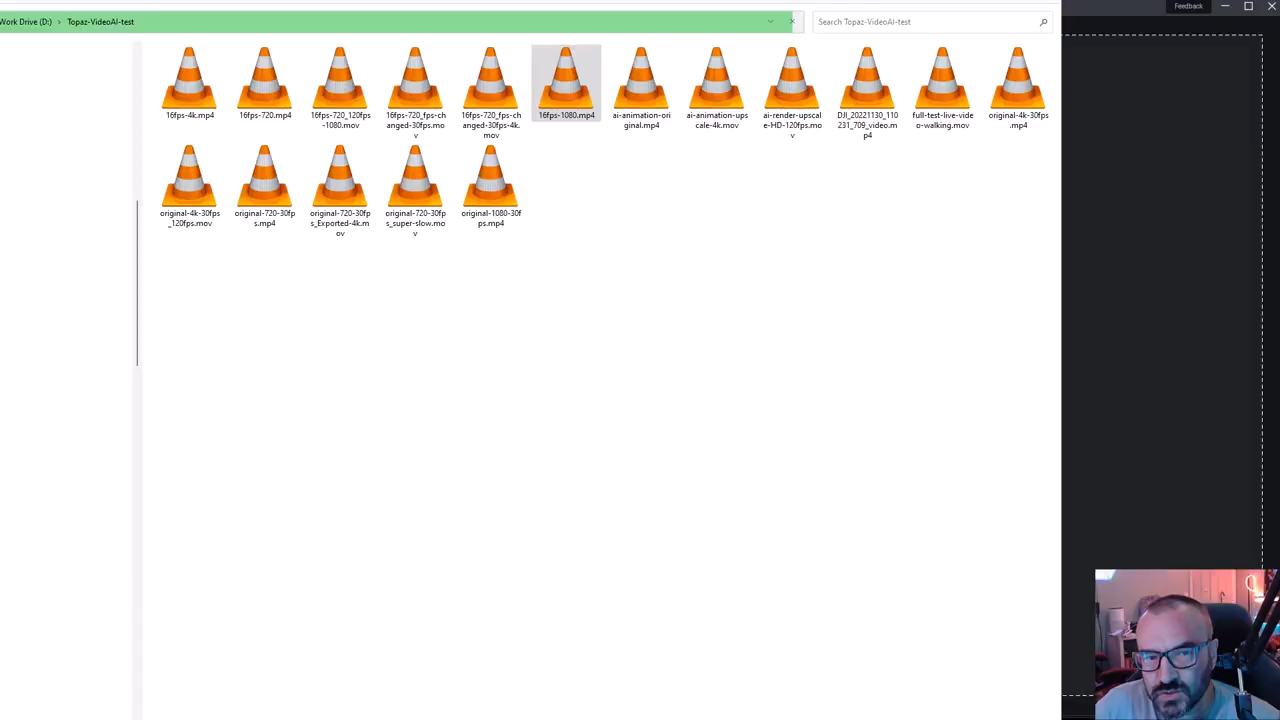 Feedback
Work Drive (D:) > Topaz-VideoAI-test
Search Topaz-VideoAI-test
16fps-4k.mp4
16fps-720.mp4
16fps-720_120fps
-1080.mov
16fps-720_fps-ch
anged-30fps.mo
v
16fps-720_fps-ch
anged-30fps-4k.
mov
16fps-1080.mp4
ai-animation-ori
ginal.mp4
ai-animation-ups
cale-4k.mov
ai-render-upscal
e-HD-120fps.mo
v
DJI_20221130_110
231_709_video.m
p4
full-test-live-vide
o-walking.mov
original-4k-30fps
.mp4
original-4k-30fps
_120fps.mov
original-720-30fp
s.mp4
original-720-30fp
s_Exported-4k.m
ov
original-720-30fp
s_super-slow.mo
v
original-1080-30f
ps.mp4